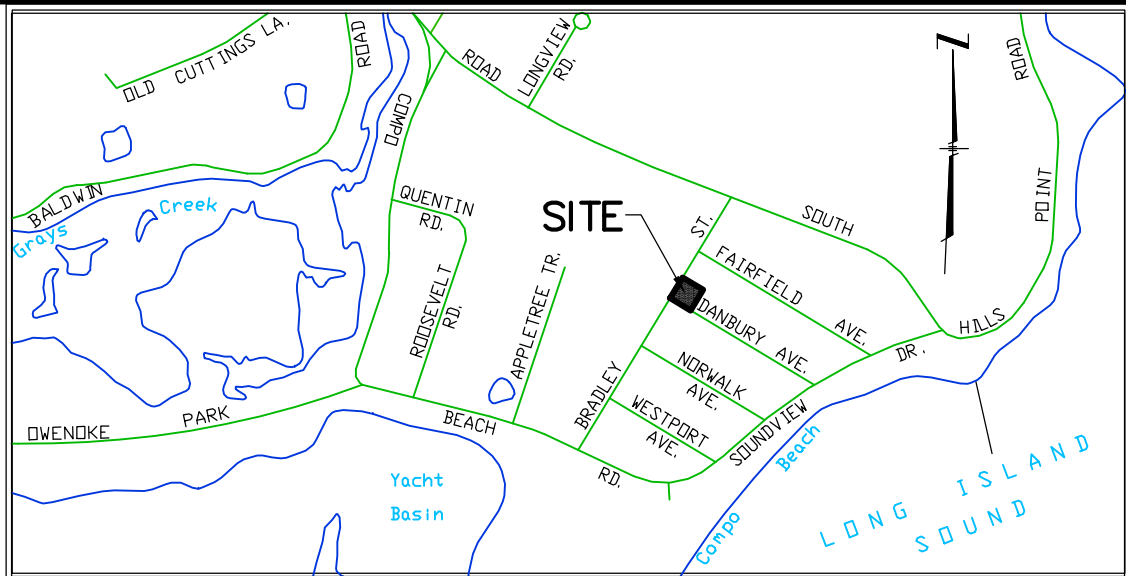 OLD CUTTINGS LA.
ROAD
COMPO
ROAD
LONGVIEW
RD.
N
ROAD
POINT
BALDWIN
Grays
Creek
QUENTIN
RD.
SITE
ST.
SOUTH
FAIRFIELD
AVE.
DANBURY AVE.
HILLS
DR.
ROOSEVELT
RD.
APPLETREE TR.
NORWALK
AVE.
BRADLEY
WESTPORT
AVE.
SOUNDVIEW
OWENOKE
PARK
BEACH
RD.
Compo
Beach
Yacht
Basin
LONG ISLAND
SOUND